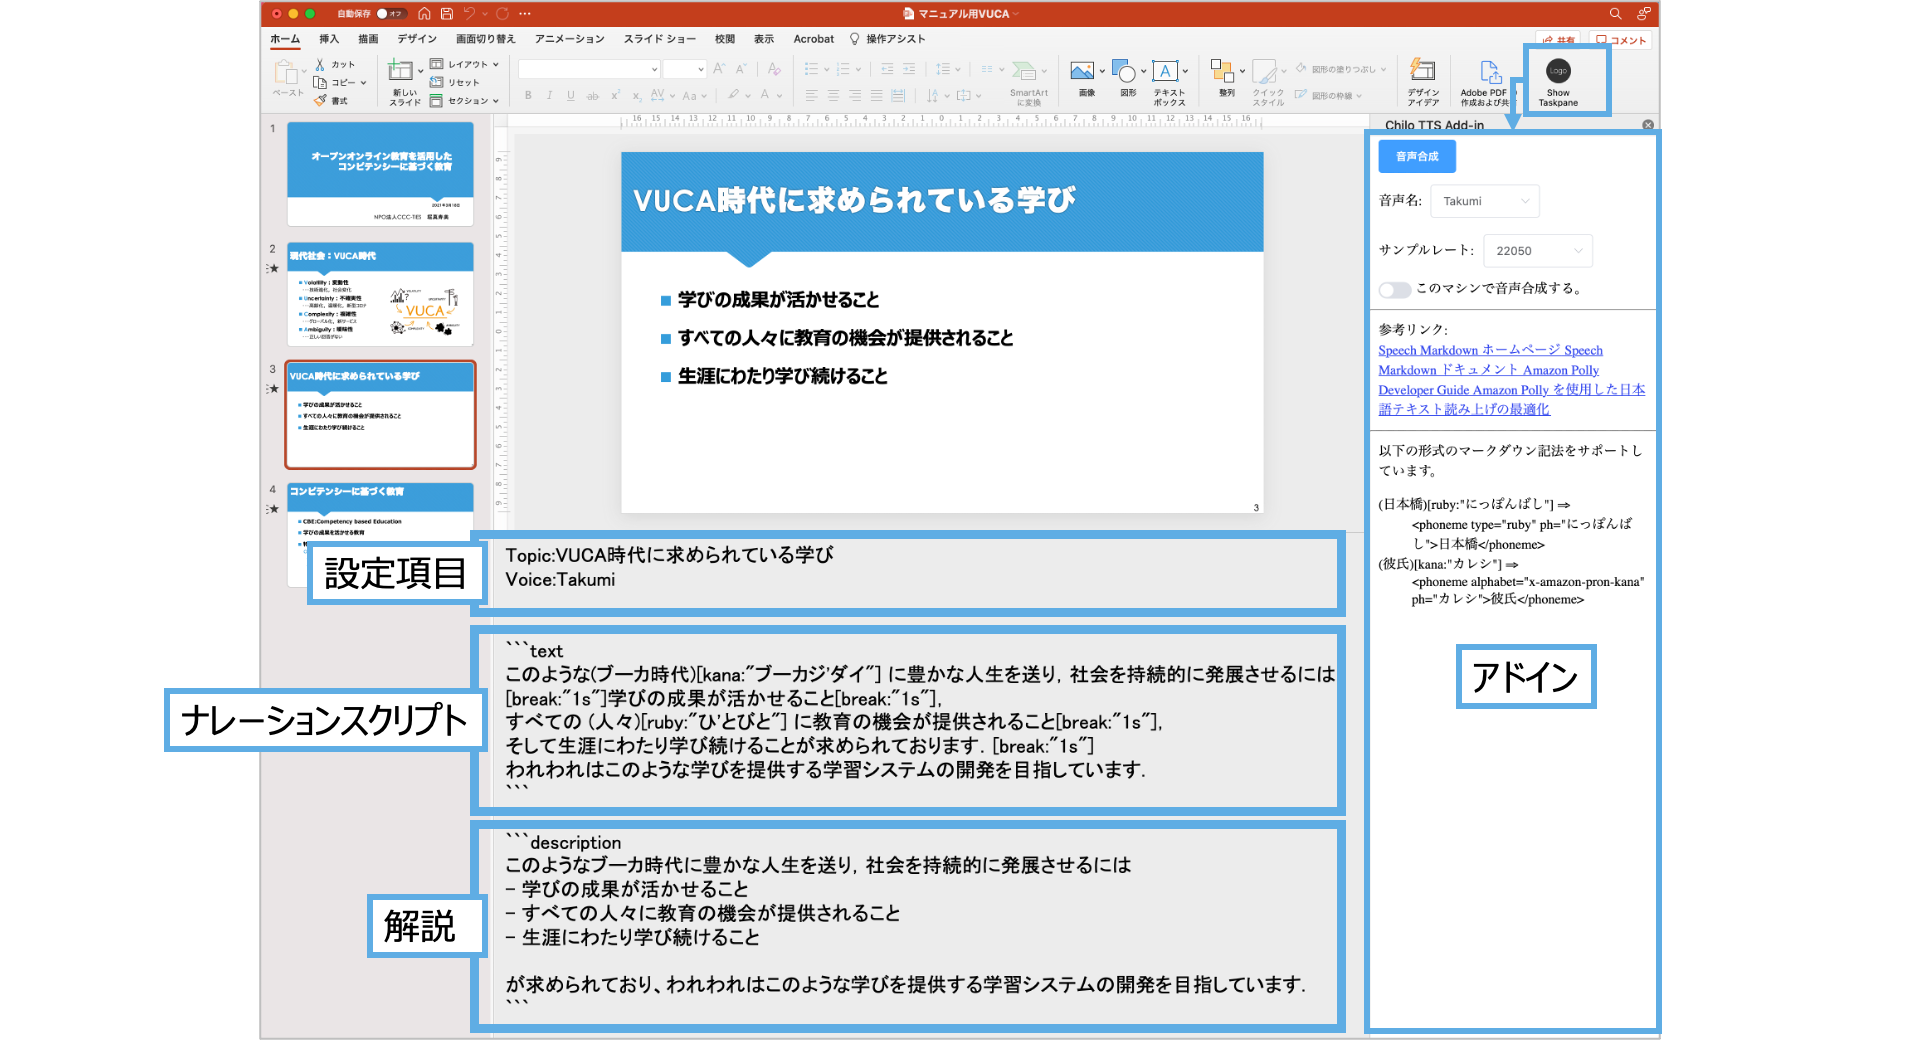 自動保存 オフ
マニュアル用VUCA
ホーム 挿入 描画 デザイン 画面切り替え アニメーション スライド ショー 校閲 表示 Acrobat 操作アシスト
共有 コメント
ペースト
カット
コピー
書式
新しい
スライド
レイアウト
リセット
セクション
SmartArt
に変換
画像
図形
テキスト
ボックス
整列
クイック
スタイル
図形の塗りつぶし
図形の枠線
デザイン
アイデア
Adobe PDF
作成および共
Logo
Show
Taskpane
1
オープンオンライン教育を活用した
コンピテンシーに基づく教育
2021年3月18日
NPO法人CCC-TES 堀真寿美
2
現代社会：VUCA時代
Volatility：変動性
Uncertainty：不確実性
Complexity：複雑性
Ambiguity：曖昧性
VUCA
3
VUCA時代に求められている学び
学びの成果が活かせること
すべての人々に教育の機会が提供されること
生涯にわたり学び続けること
4
コンピテンシーに基づく教育
CBE:Competency based Education
学びの成果を活かせる教育
VUCA時代に求められている学び
学びの成果が活かせること
すべての人々に教育の機会が提供されること
生涯にわたり学び続けること
3
設定項目
Topic:VUCA時代に求められている学び
Voice:Takumi
ナレーションスクリプト
```text
このような(ブーカ時代)[kana:"ブーカジ'ダイ"] に豊かな人生を送り, 社会を持続的に発展させるには
[break:"1s"]学びの成果が活かせること[break:"1s"],
すべての (人々)[ruby:"ひ'とびと"] に教育の機会が提供されること[break:"1s"],
そして生涯にわたり学び続けることが求められております. [break:"1s"]
われわれはこのような学びを提供する学習システムの開発を目指しています.
```
解説
```description
このようなブーカ時代に豊かな人生を送り, 社会を持続的に発展させるには
- 学びの成果が活かせること
- すべての人々に教育の機会が提供されること
- 生涯にわたり学び続けること
が求められており、われわれはこのような学びを提供する学習システムの開発を目指しています.
```
Chilo TTS Add-in
音声合成
音声名: Takumi
サンプルレート: 22050
このマシンで音声合成する。
参考リンク:
Speech Markdown ホームページ Speech
Markdown ドキュメント Amazon Polly
Developer Guide Amazon Polly を使用した日本
語テキスト読み上げの最適化
以下の形式のマークダウン記法をサポートし
ています。
(日本橋)[ruby:"にっぽんばし"] ⇒
<phoneme type="ruby" ph="にっぽんば
し">日本橋</phoneme>
(彼氏)[kana:"カレシ"] ⇒
<phoneme alphabet="x-amazon-pron-kana"
ph="カレシ">彼氏</phoneme>
アドイン